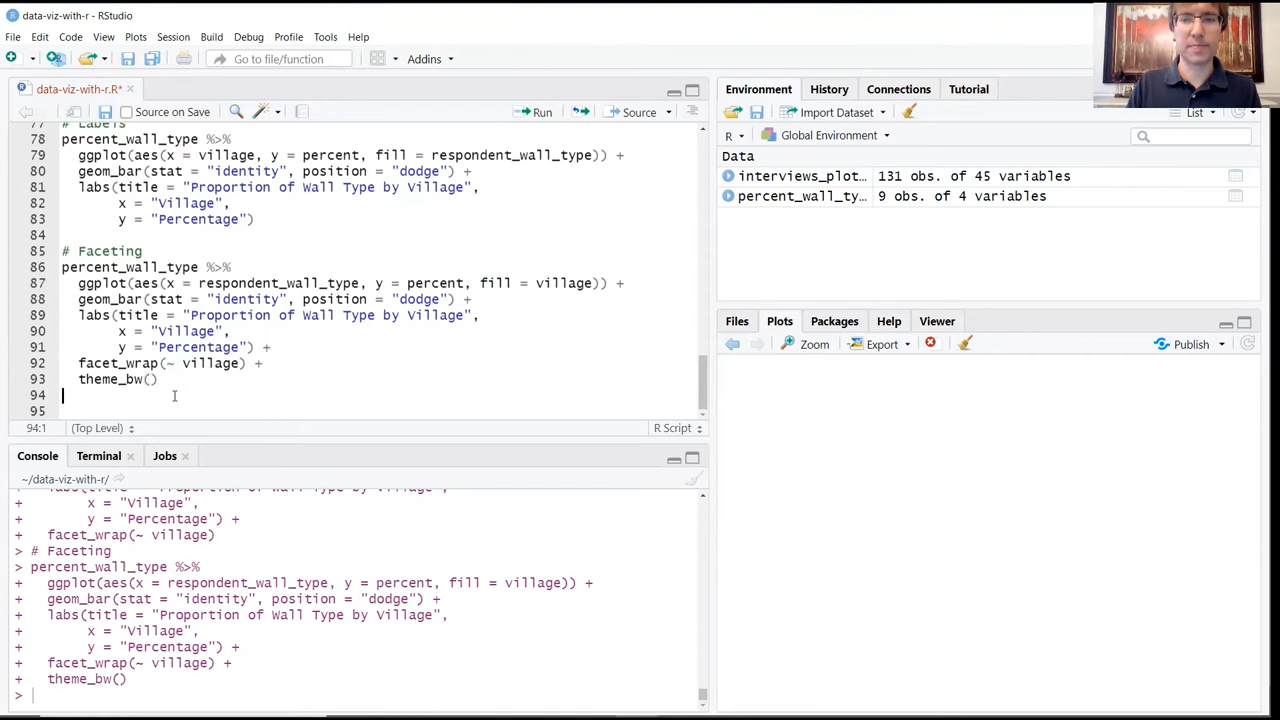 data-viz-with-r - RStudio
File Edit Code View Plots Session Build Debug Profile Tools Help
Go to file/function Addins
data-viz-with-r.R*
Source on Save Run Source
77 # Labels
78 percent_wall_type %>%
79 ggplot(aes(x = village, y = percent, fill = respondent_wall_type)) +
80 geom_bar(stat = "identity", position = "dodge") +
81 labs(title = "Proportion of Wall Type by Village",
82 x = "Village",
83 y = "Percentage")
84
85 # Faceting
86 percent_wall_type %>%
87 ggplot(aes(x = respondent_wall_type, y = percent, fill = village)) +
88 geom_bar(stat = "identity", position = "dodge") +
89 labs(title = "Proportion of Wall Type by Village",
90 x = "Village",
91 y = "Percentage") +
92 facet_wrap(~ village) +
93 theme_bw()
94
95
94:1 (Top Level) R Script
Console Terminal Jobs
~/data-viz-with-r/
+ labs(title = "Proportion of Wall Type by Village",
+ x = "Village",
+ y = "Percentage") +
+ facet_wrap(~ village)
> # Faceting
> percent_wall_type %>%
+ ggplot(aes(x = respondent_wall_type, y = percent, fill = village)) +
+ geom_bar(stat = "identity", position = "dodge") +
+ labs(title = "Proportion of Wall Type by Village",
+ x = "Village",
+ y = "Percentage") +
+ facet_wrap(~ village) +
+ theme_bw()
>
Environment History Connections Tutorial
Import Dataset List
R Global Environment
Data
interviews_plot… 131 obs. of 45 variables
percent_wall_ty… 9 obs. of 4 variables
Files Plots Packages Help Viewer
Zoom Export Publish